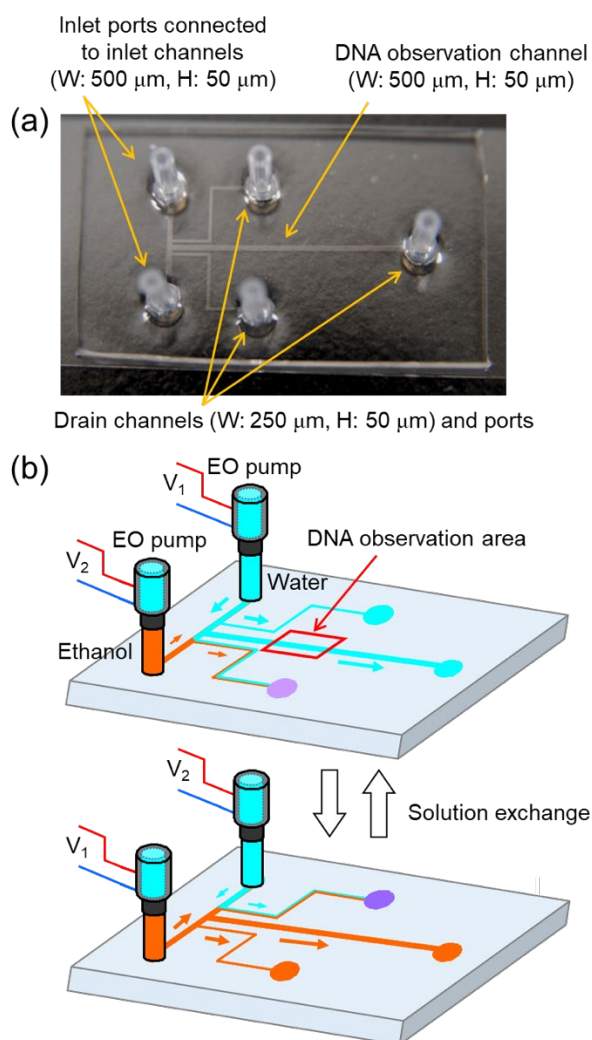 Inlet ports connected
to inlet channels
(W: 500 μm, H: 50 μm)
DNA observation channel
(W: 500 μm, H: 50 μm)
(a)
Drain channels (W: 250 μm, H: 50 μm) and ports
(b)
EO pump
V₁
EO pump
V₂
DNA observation area
Water
Ethanol
V₂
V₁
Solution exchange